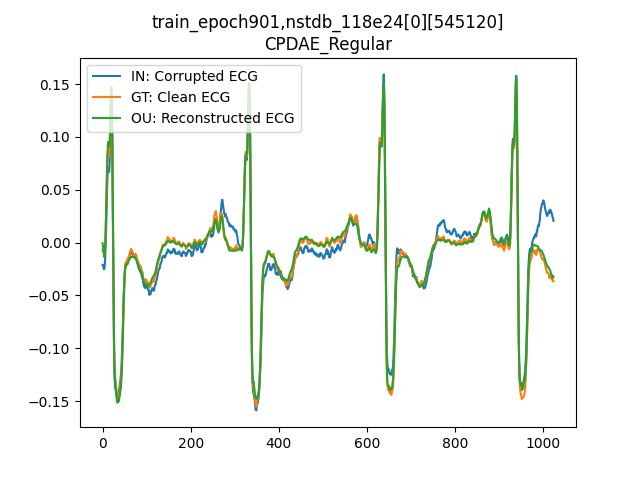 train_epoch901,nstdb_118e24[0][545120]
CPDAE_Regular
IN: Corrupted ECG
GT: Clean ECG
OU: Reconstructed ECG
0.15
0.10
0.05
0.00
−0.05
−0.10
−0.15
0 200 400 600 800 1000